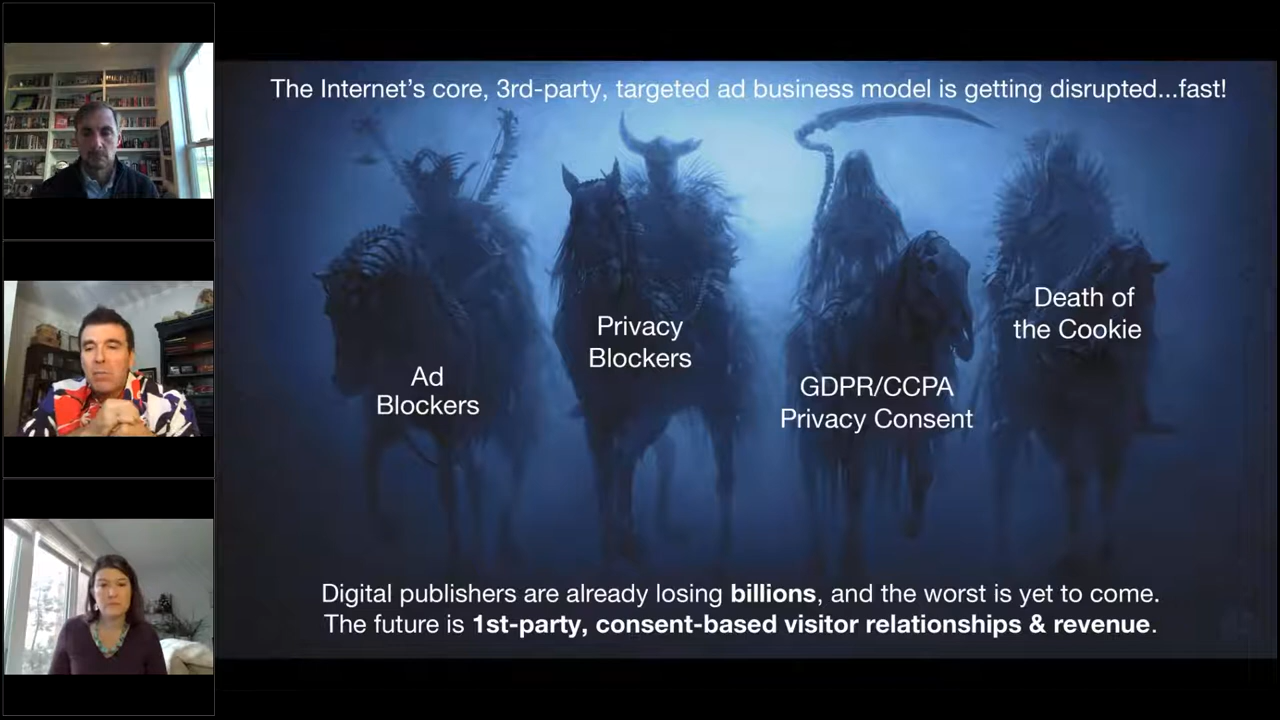 The Internet's core, 3rd-party, targeted ad business model is getting disrupted...fast!
Ad
Blockers
Privacy
Blockers
GDPR/CCPA
Privacy Consent
Death of
the Cookie
Digital publishers are already losing billions, and the worst is yet to come.
The future is 1st-party, consent-based visitor relationships & revenue.